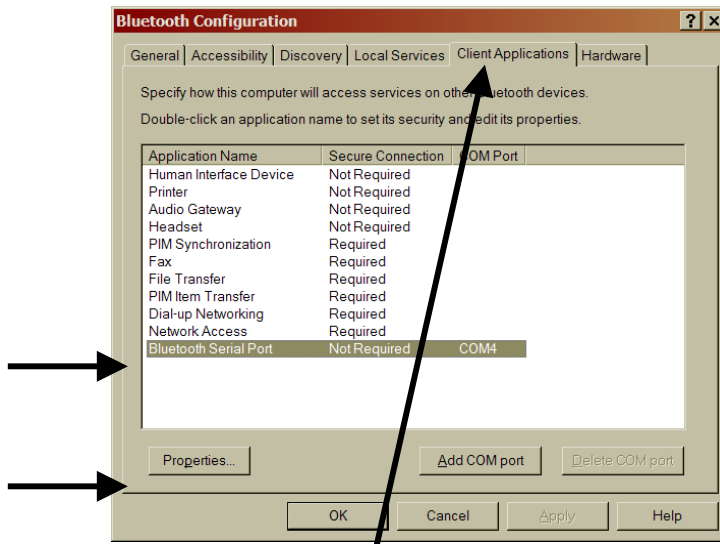 Bluetooth Configuration ? ×
General Accessibility Discovery Local Services Client Applications Hardware
Specify how this computer will access services on other Bluetooth devices.
Double-click an application name to set its security and edit its properties.
Application Name Secure Connection COM Port
Human Interface Device Not Required
Printer Not Required
Audio Gateway Not Required
Headset Not Required
PIM Synchronization Required
Fax Required
File Transfer Required
PIM Item Transfer Required
Dial-up Networking Required
Network Access Required
Bluetooth Serial Port Not Required COM4
Properties... Add COM port Delete COM port
OK Cancel Apply Help